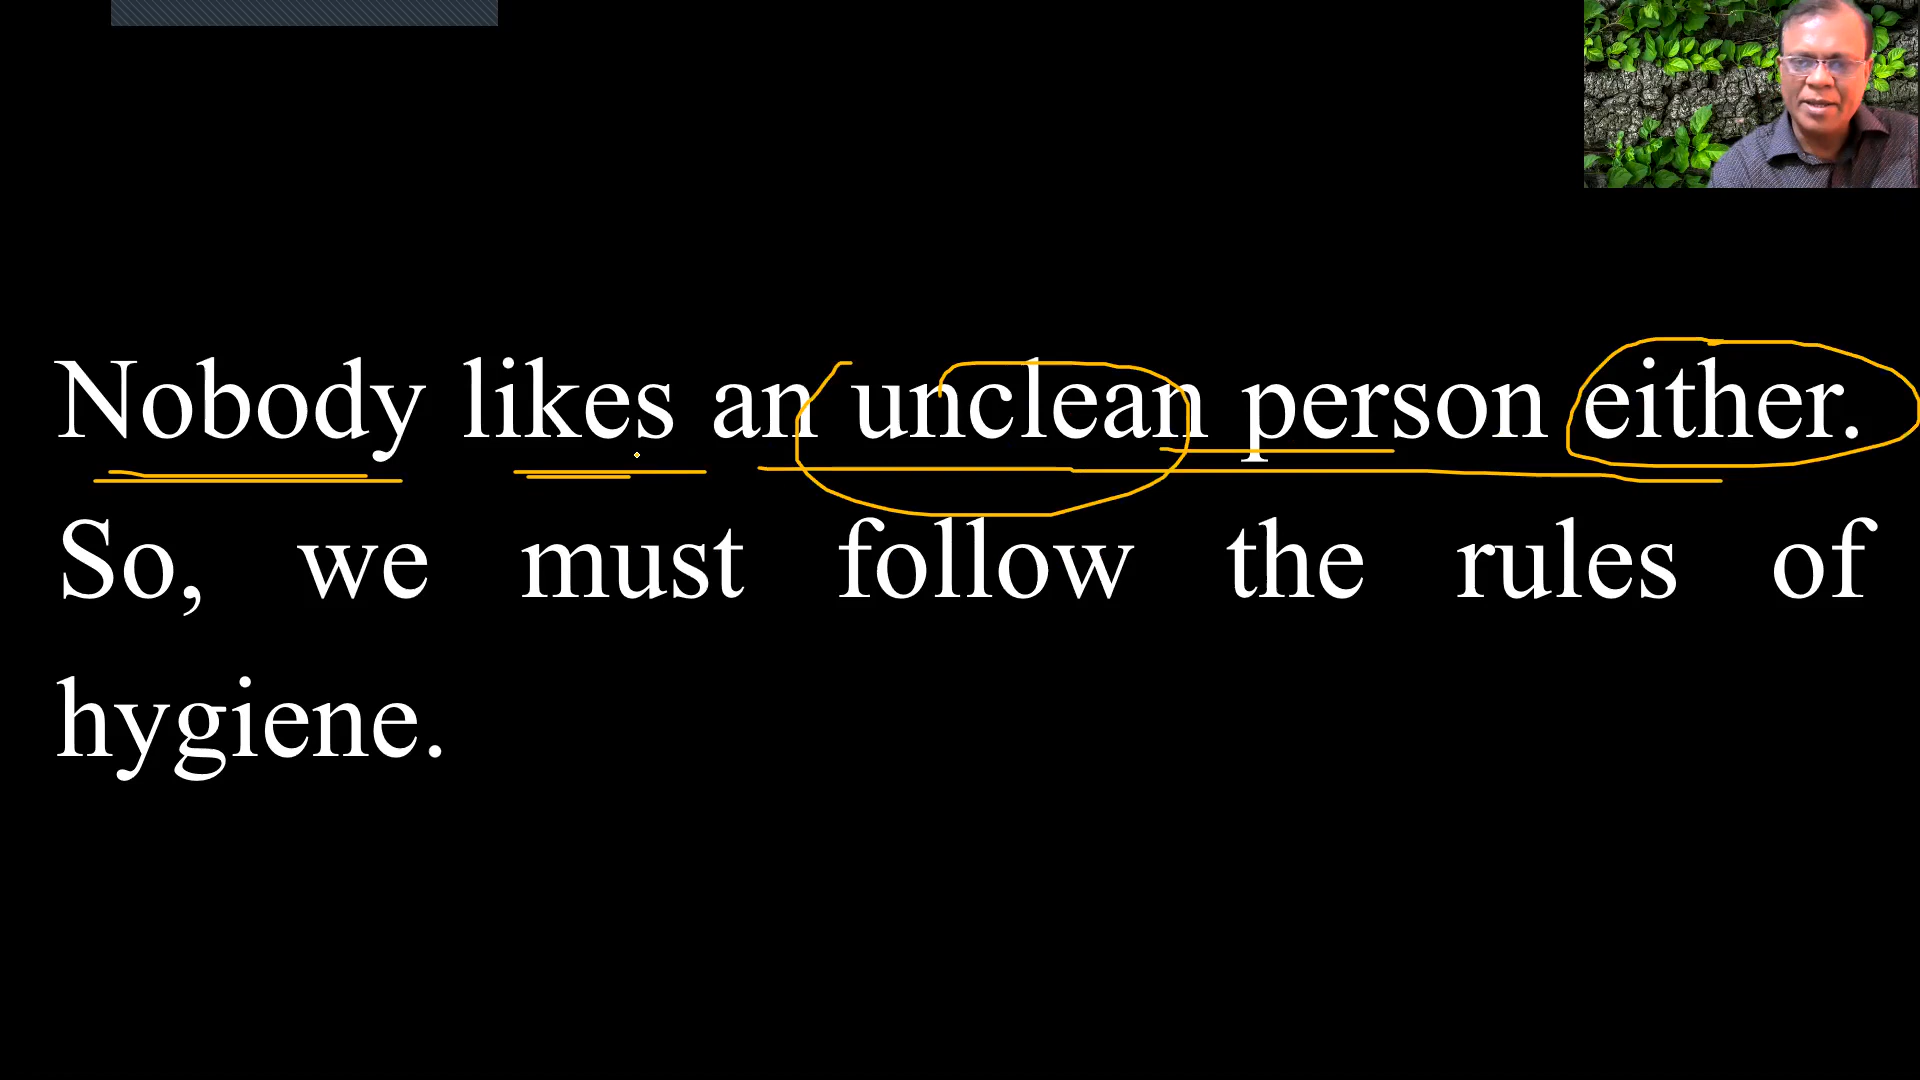 Nobody likes an unclean person either.
So, we must follow the rules of
hygiene.